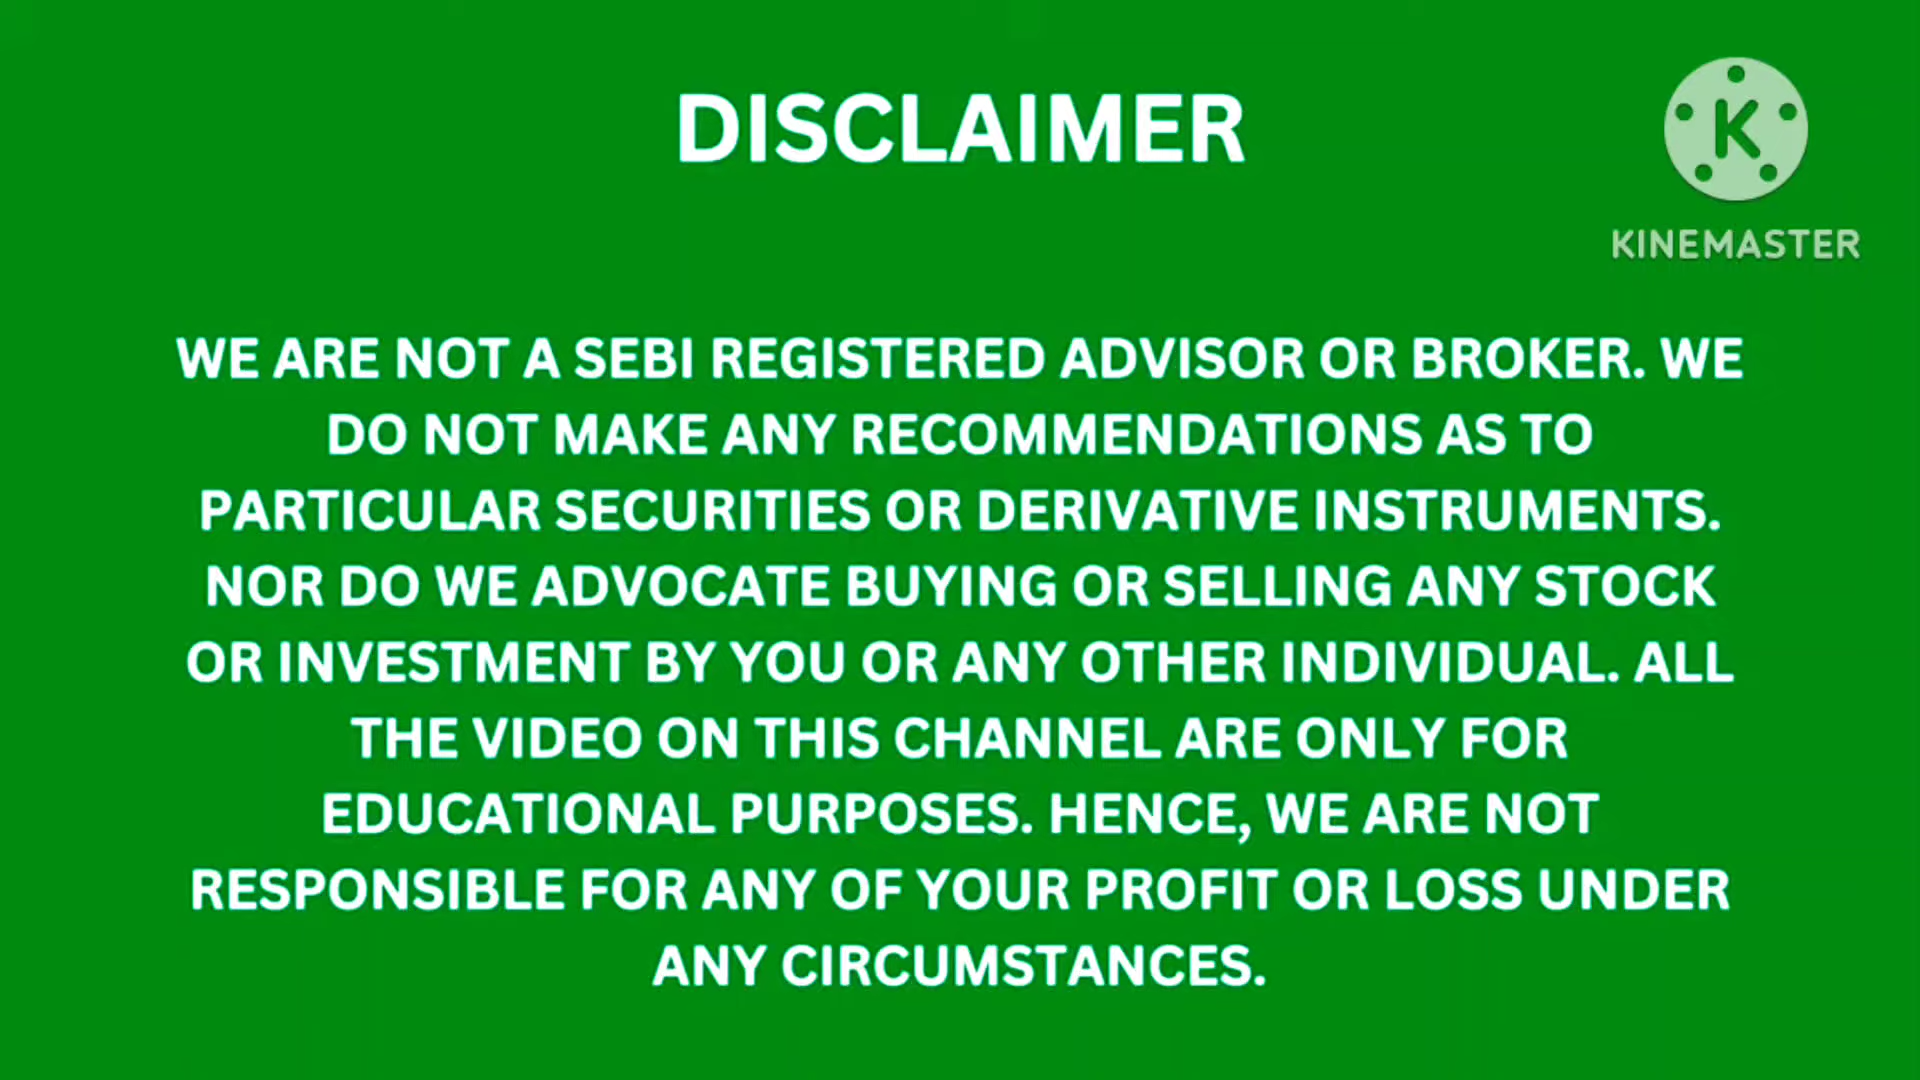 DISCLAIMER
KINEMASTER
WE ARE NOT A SEBI REGISTERED ADVISOR OR BROKER. WE
DO NOT MAKE ANY RECOMMENDATIONS AS TO
PARTICULAR SECURITIES OR DERIVATIVE INSTRUMENTS.
NOR DO WE ADVOCATE BUYING OR SELLING ANY STOCK
OR INVESTMENT BY YOU OR ANY OTHER INDIVIDUAL. ALL
THE VIDEO ON THIS CHANNEL ARE ONLY FOR
EDUCATIONAL PURPOSES. HENCE, WE ARE NOT
RESPONSIBLE FOR ANY OF YOUR PROFIT OR LOSS UNDER
ANY CIRCUMSTANCES.